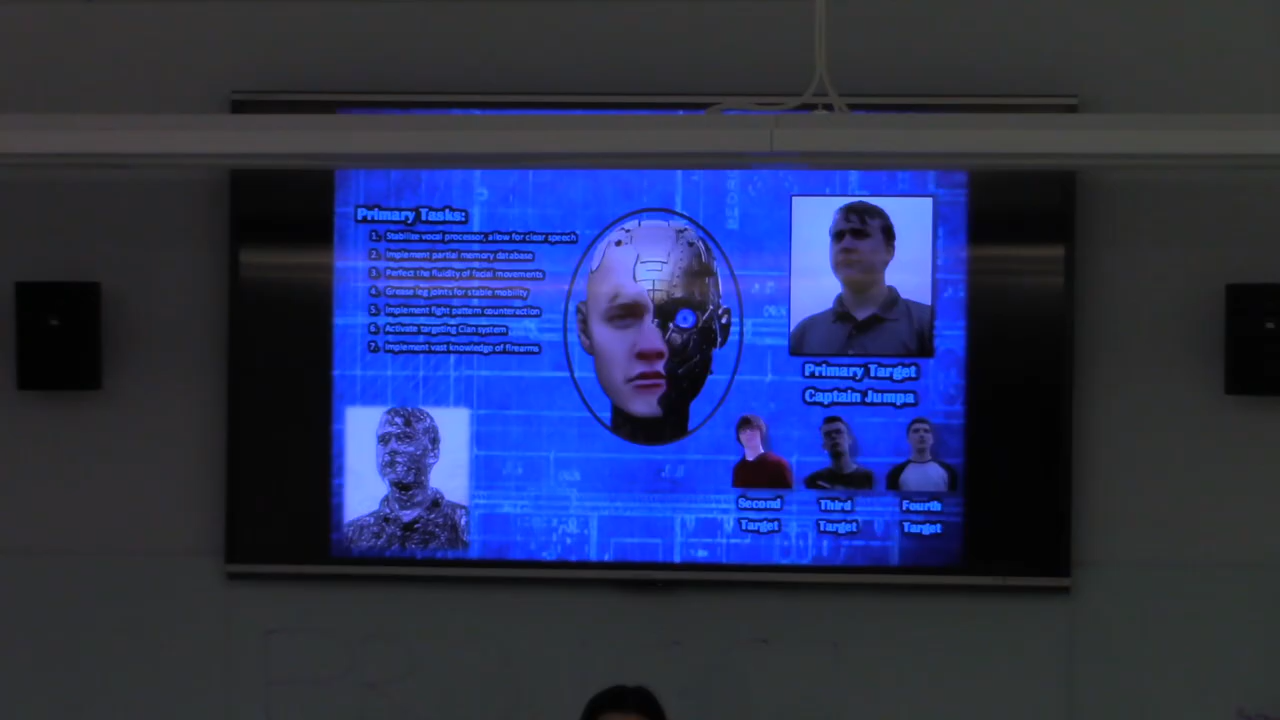 Primary Tasks:
1. Stabilize vocal processor, allow for clear speech
2. Implement partial memory database
3. Perfect the fluidity of facial movements
4. Grease leg joints for stable mobility
5. Implement fight pattern counteraction
6. Activate targeting Clan system
7. Implement vast knowledge of firearms
Primary Target
Captain Jumpa
Second
Target
Third
Target
Fourth
Target